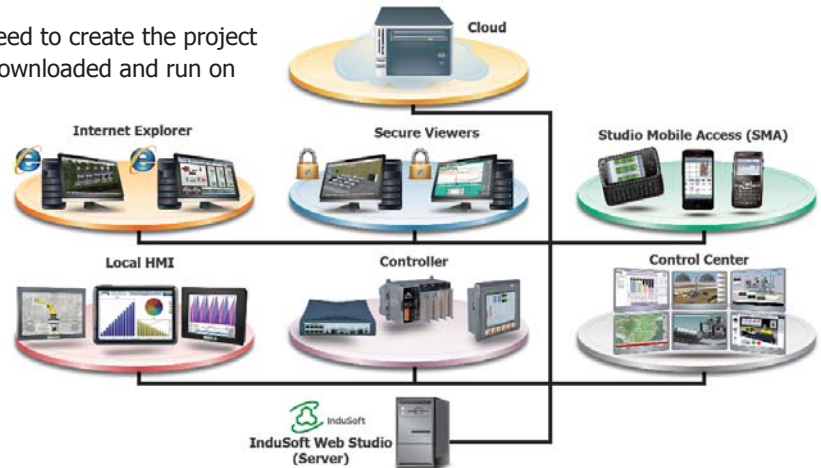 eed to create the project
ownloaded and run on
Cloud
Internet Explorer
Secure Viewers
Studio Mobile Access (SMA)
Local HMI
Controller
Control Center
InduSoft
InduSoft Web Studio
(Server)